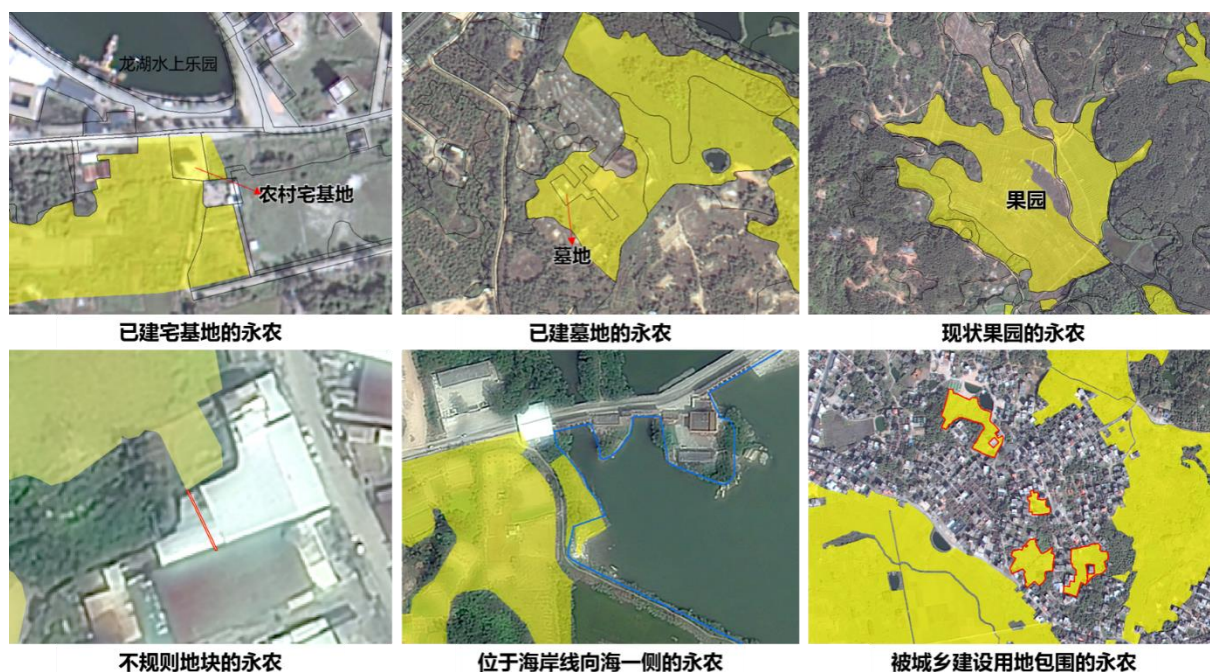 龙湖水上乐园
农村宅基地
墓地
果园
已建宅基地的永农
已建墓地的永农
现状果园的永农
不规则地块的永农
位于海岸线向海一侧的永农
被城乡建设用地包围的永农